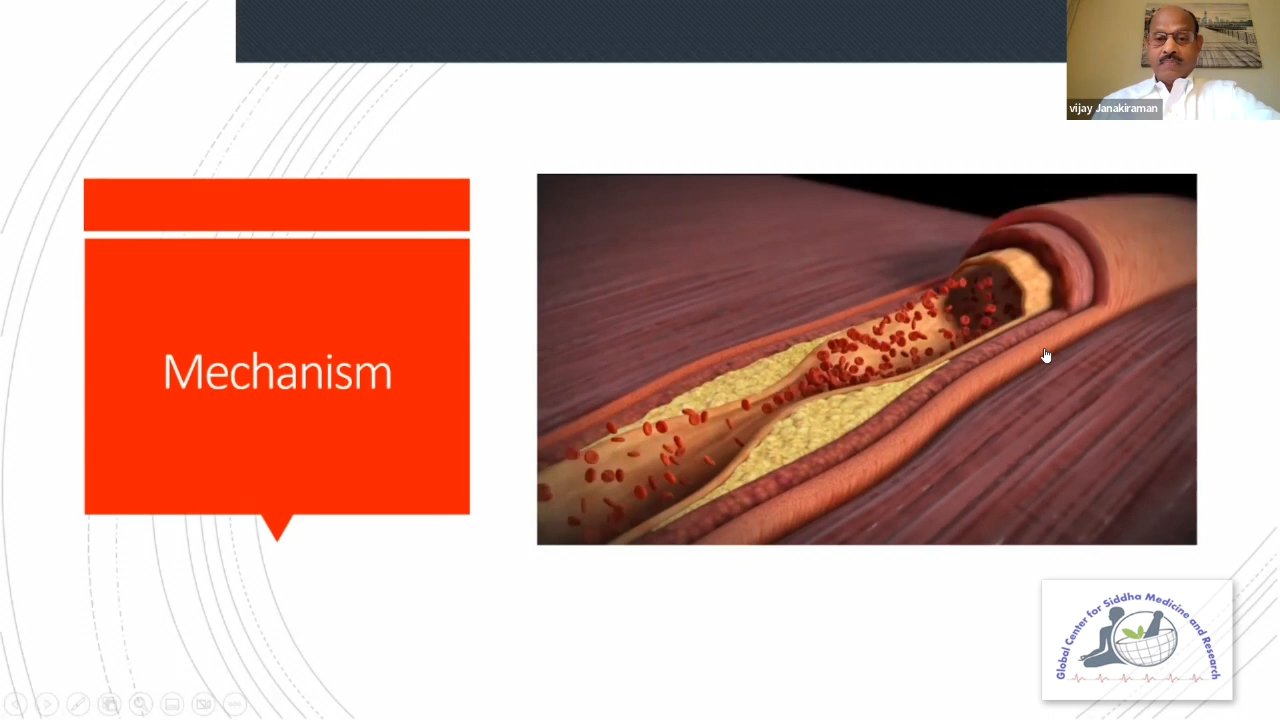 vijay Janakiraman
Mechanism
Global Center for Siddha Medicine and Research